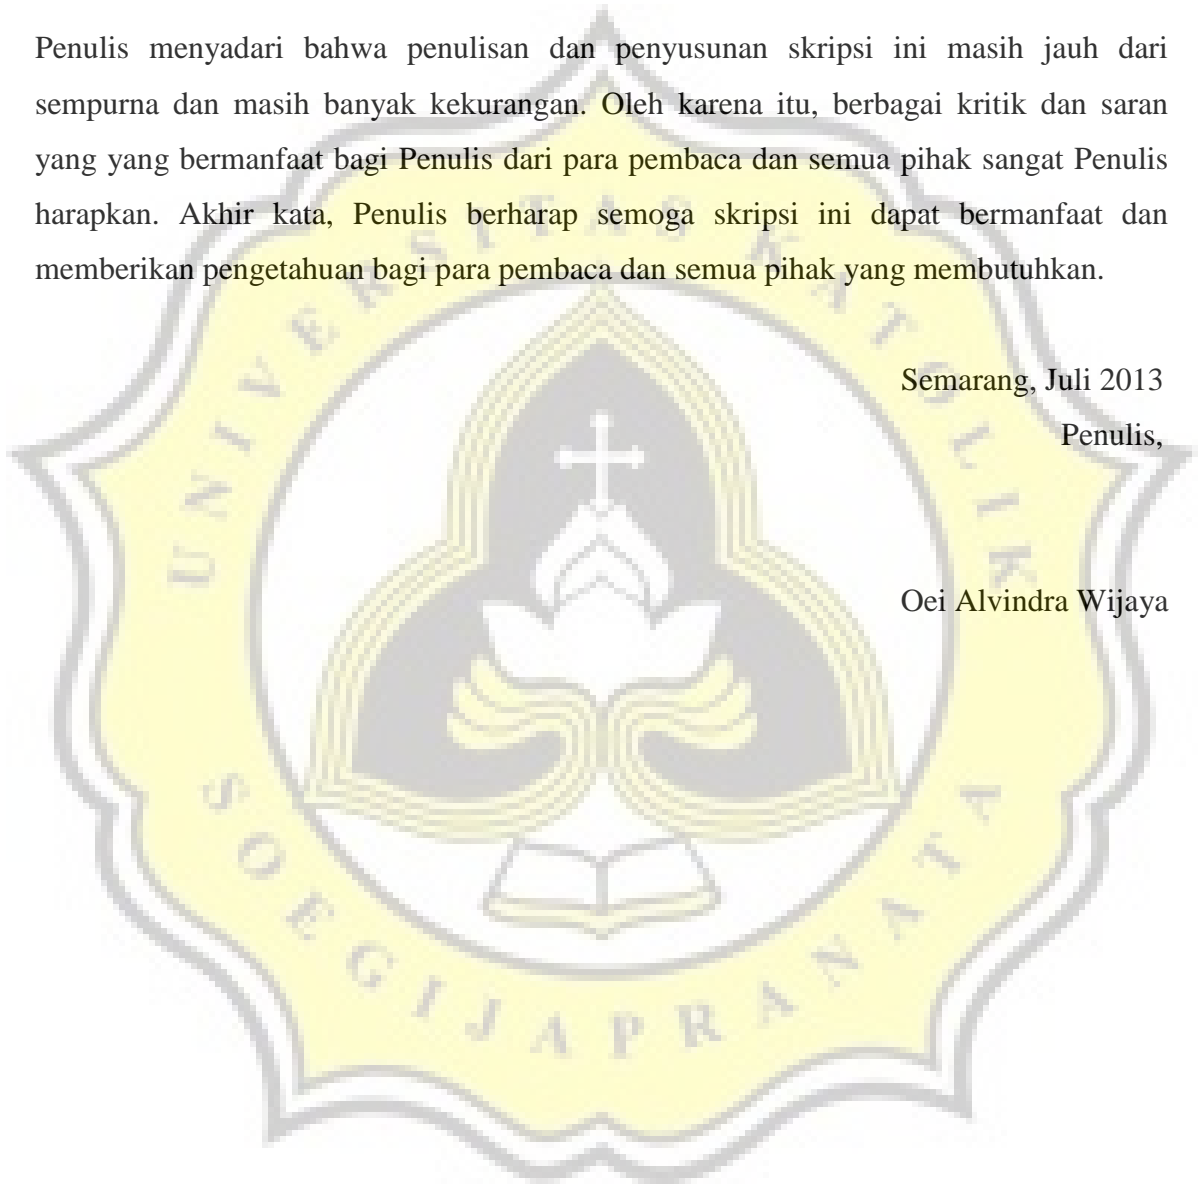 Penulis menyadari bahwa penulisan dan penyusunan skripsi ini masih jauh dari
sempurna dan masih banyak kekurangan. Oleh karena itu, berbagai kritik dan saran
yang yang bermanfaat bagi Penulis dari para pembaca dan semua pihak sangat Penulis
harapkan. Akhir kata, Penulis berharap semoga skripsi ini dapat bermanfaat dan
memberikan pengetahuan bagi para pembaca dan semua pihak yang membutuhkan.
Semarang, Juli 2013
Penulis,
Oei Alvindra Wijaya
UNIVERSITAS KATOLIK
SOEGIJAPRANATA